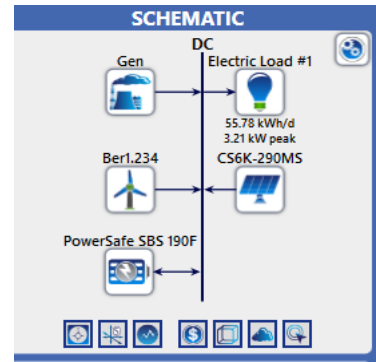 SCHEMATIC
DC
Gen
Electric Load #1
55.78 kWh/d
3.21 kW peak
Ber1.234
CS6K-290MS
PowerSafe SBS 190F